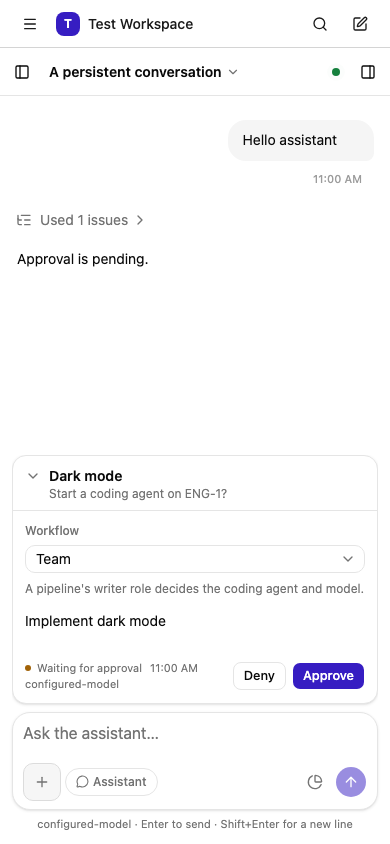 T Test Workspace
A persistent conversation
Hello assistant
11:00 AM
Used 1 issues
Approval is pending.
Dark mode
Start a coding agent on ENG-1?
Workflow
Team
A pipeline's writer role decides the coding agent and model.
Implement dark mode
Waiting for approval 11:00 AM
configured-model
Deny
Approve
Ask the assistant...
Assistant
configured-model · Enter to send · Shift+Enter for a new line